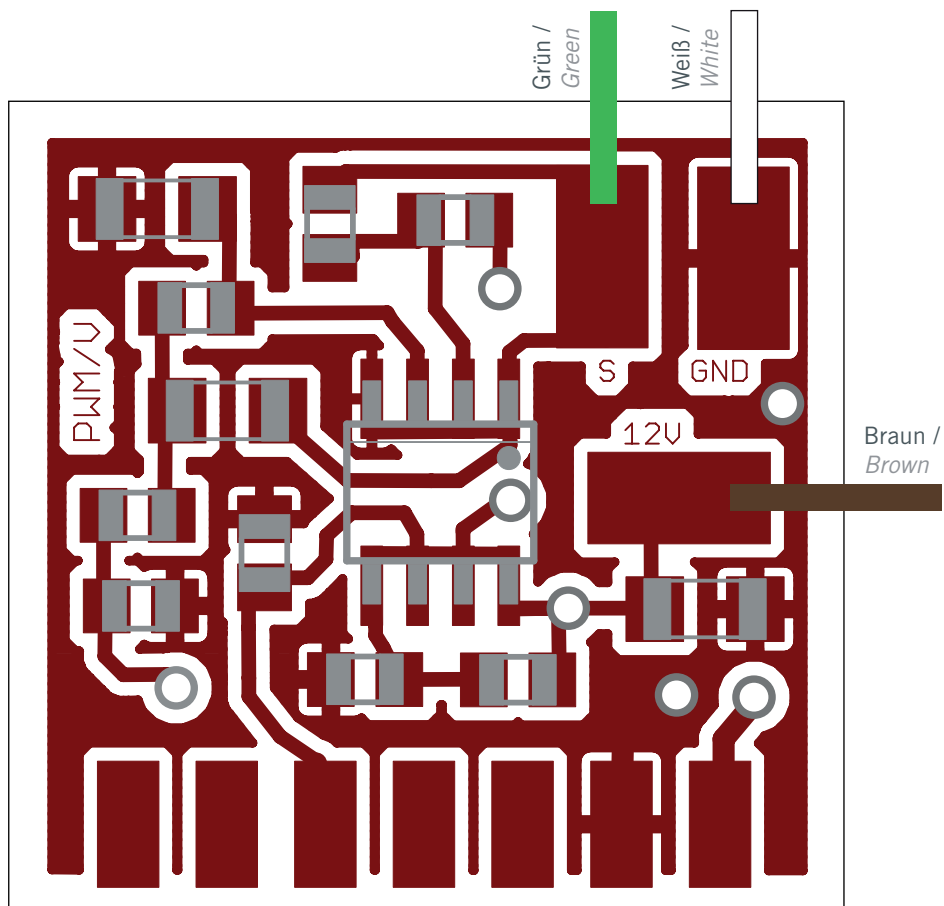 Grün /
Green
Weiß /
White
S
GND
PWM/V
12V
Braun /
Brown